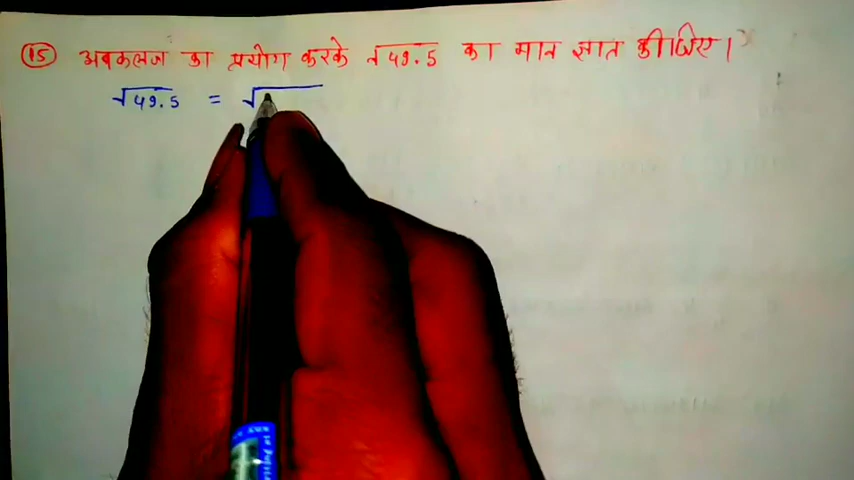 (15) अवकलज का प्रयोग करके √49.5 का मान ज्ञात कीजिए।
√49.5 = √